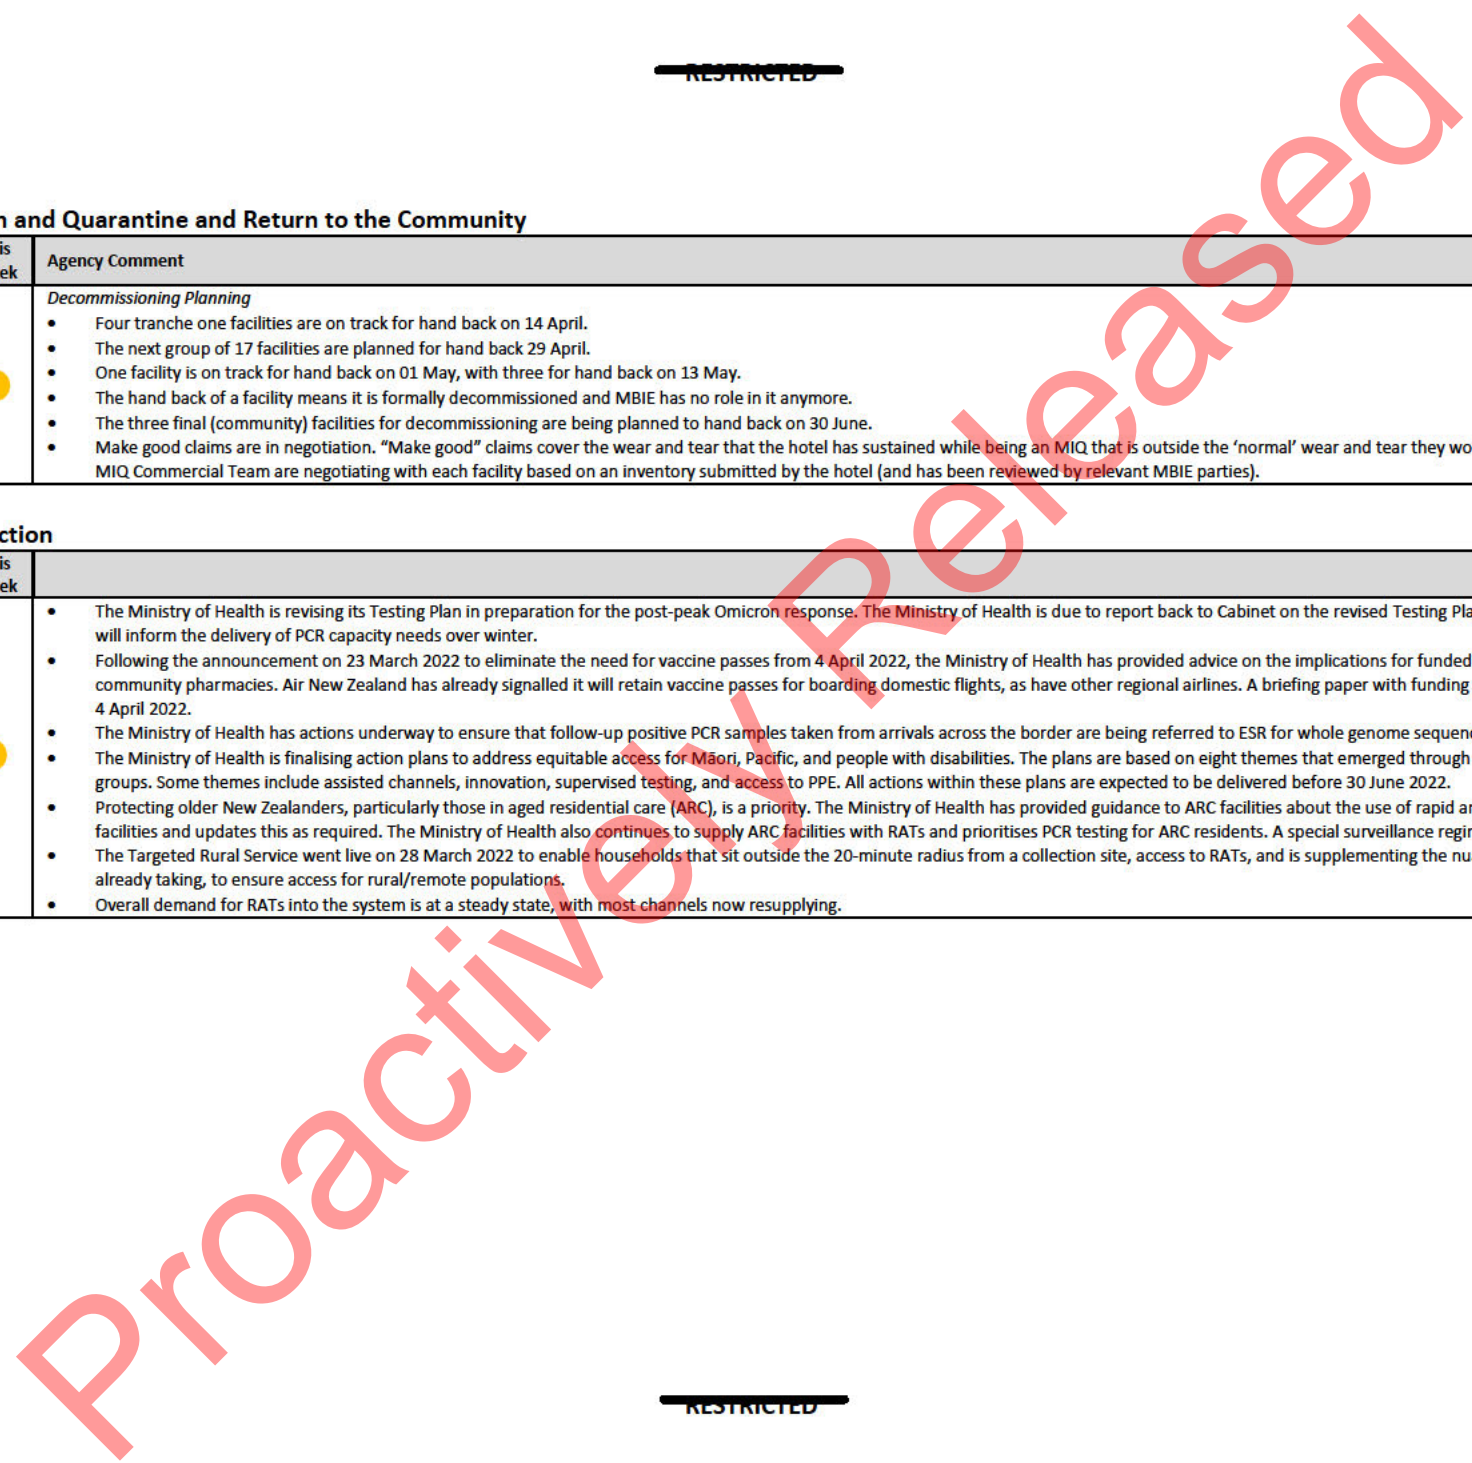 RESTRICTED
n and Quarantine and Return to the Community
is
ek
Agency Comment
Decommissioning Planning
• Four tranche one facilities are on track for hand back on 14 April.
• The next group of 17 facilities are planned for hand back 29 April.
• One facility is on track for hand back on 01 May, with three for hand back on 13 May.
• The hand back of a facility means it is formally decommissioned and MBIE has no role in it anymore.
• The three final (community) facilities for decommissioning are being planned to hand back on 30 June.
• Make good claims are in negotiation. “Make good” claims cover the wear and tear that the hotel has sustained while being an MIQ that is outside the ‘normal’ wear and tear they wo
MIQ Commercial Team are negotiating with each facility based on an inventory submitted by the hotel (and has been reviewed by relevant MBIE parties).
ction
is
ek
• The Ministry of Health is revising its Testing Plan in preparation for the post-peak Omicron response. The Ministry of Health is due to report back to Cabinet on the revised Testing Pla
will inform the delivery of PCR capacity needs over winter.
• Following the announcement on 23 March 2022 to eliminate the need for vaccine passes from 4 April 2022, the Ministry of Health has provided advice on the implications for funded
community pharmacies. Air New Zealand has already signalled it will retain vaccine passes for boarding domestic flights, as have other regional airlines. A briefing paper with funding
4 April 2022.
• The Ministry of Health has actions underway to ensure that follow-up positive PCR samples taken from arrivals across the border are being referred to ESR for whole genome sequenc
• The Ministry of Health is finalising action plans to address equitable access for Māori, Pacific, and people with disabilities. The plans are based on eight themes that emerged through
groups. Some themes include assisted channels, innovation, supervised testing, and access to PPE. All actions within these plans are expected to be delivered before 30 June 2022.
• Protecting older New Zealanders, particularly those in aged residential care (ARC), is a priority. The Ministry of Health has provided guidance to ARC facilities about the use of rapid an
facilities and updates this as required. The Ministry of Health also continues to supply ARC facilities with RATs and prioritises PCR testing for ARC residents. A special surveillance regin
• The Targeted Rural Service went live on 28 March 2022 to enable households that sit outside the 20-minute radius from a collection site, access to RATs, and is supplementing the nu
already taking, to ensure access for rural/remote populations.
• Overall demand for RATs into the system is at a steady state, with most channels now resupplying.
Proactively Released
RESTRICTED